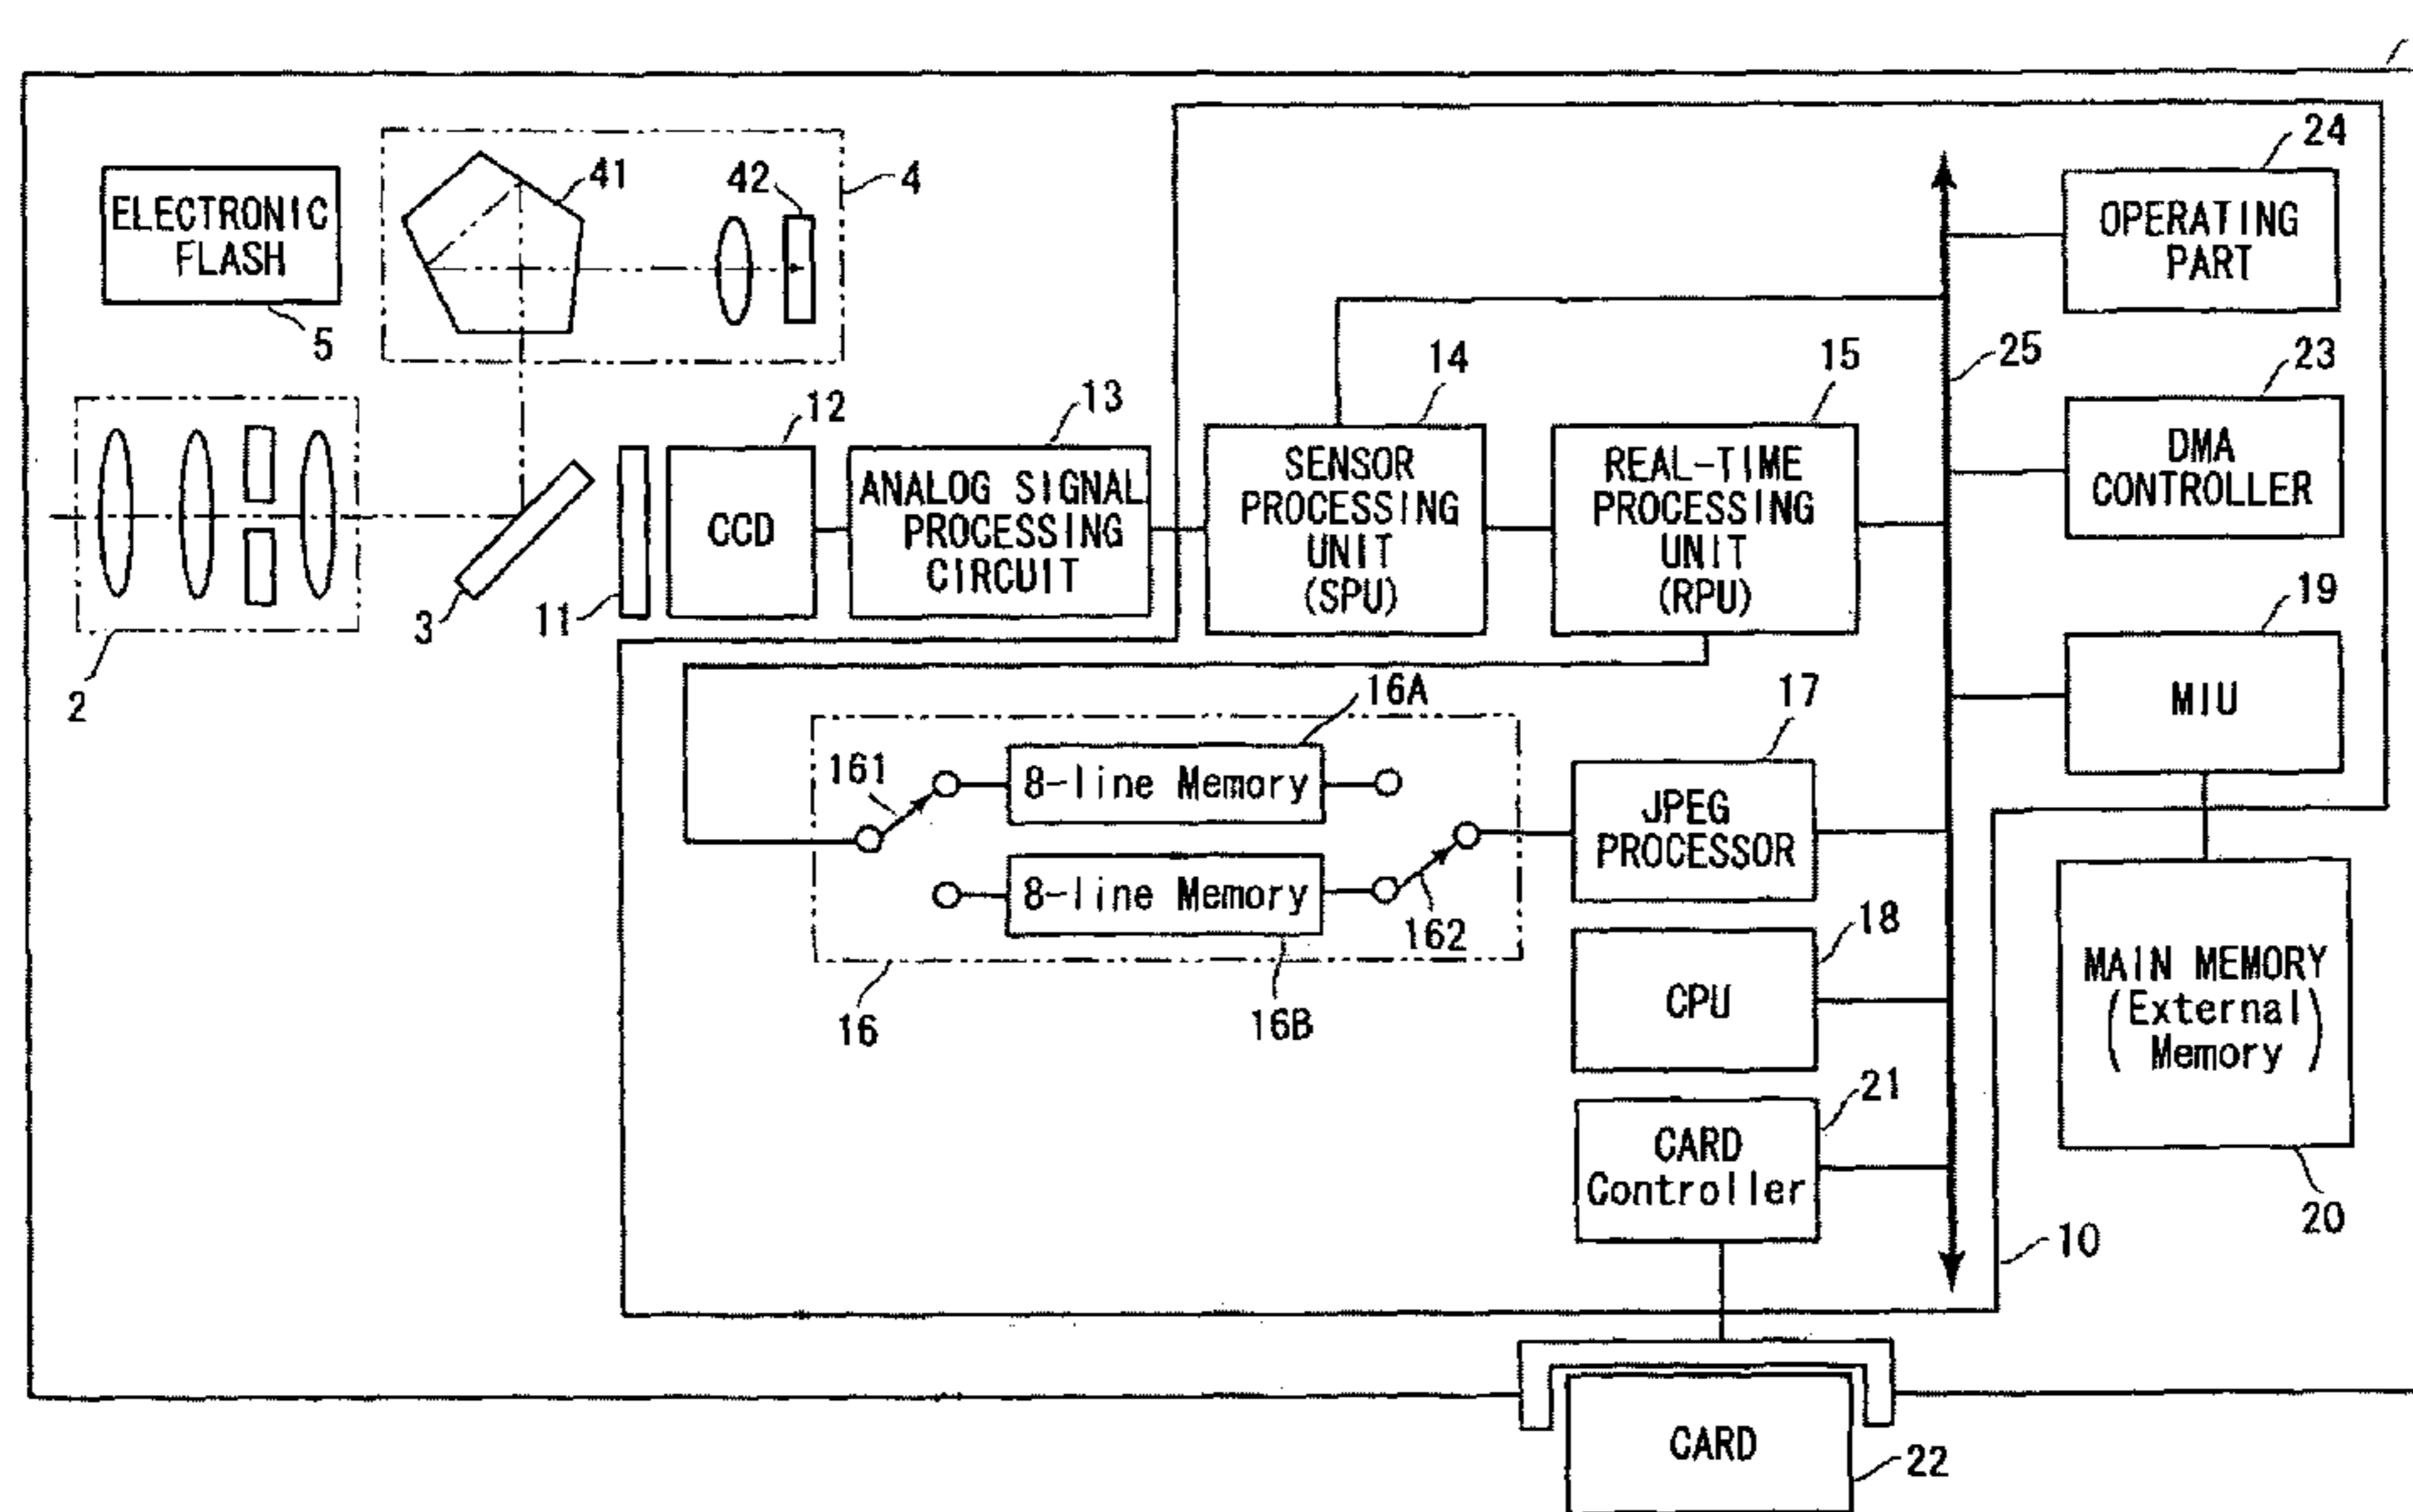 24
41
42
4
ELECTRONIC
FLASH
OPERATING
PART
5
14
15
25
23
12
13
SENSOR
PROCESSING
UNIT
(SPU)
REAL-TIME
PROCESSING
UNIT
(RPU)
DMA
CONTROLLER
CCD
ANALOG SIGNAL
PROCESSING
CIRCUIT
3
11
19
2
16A
17
MIU
161
8-line Memory
JPEG
PROCESSOR
8-line Memory
162
18
16
16B
CPU
MAIN MEMORY
(External
Memory)
21
CARD
Controller
20
10
CARD
22